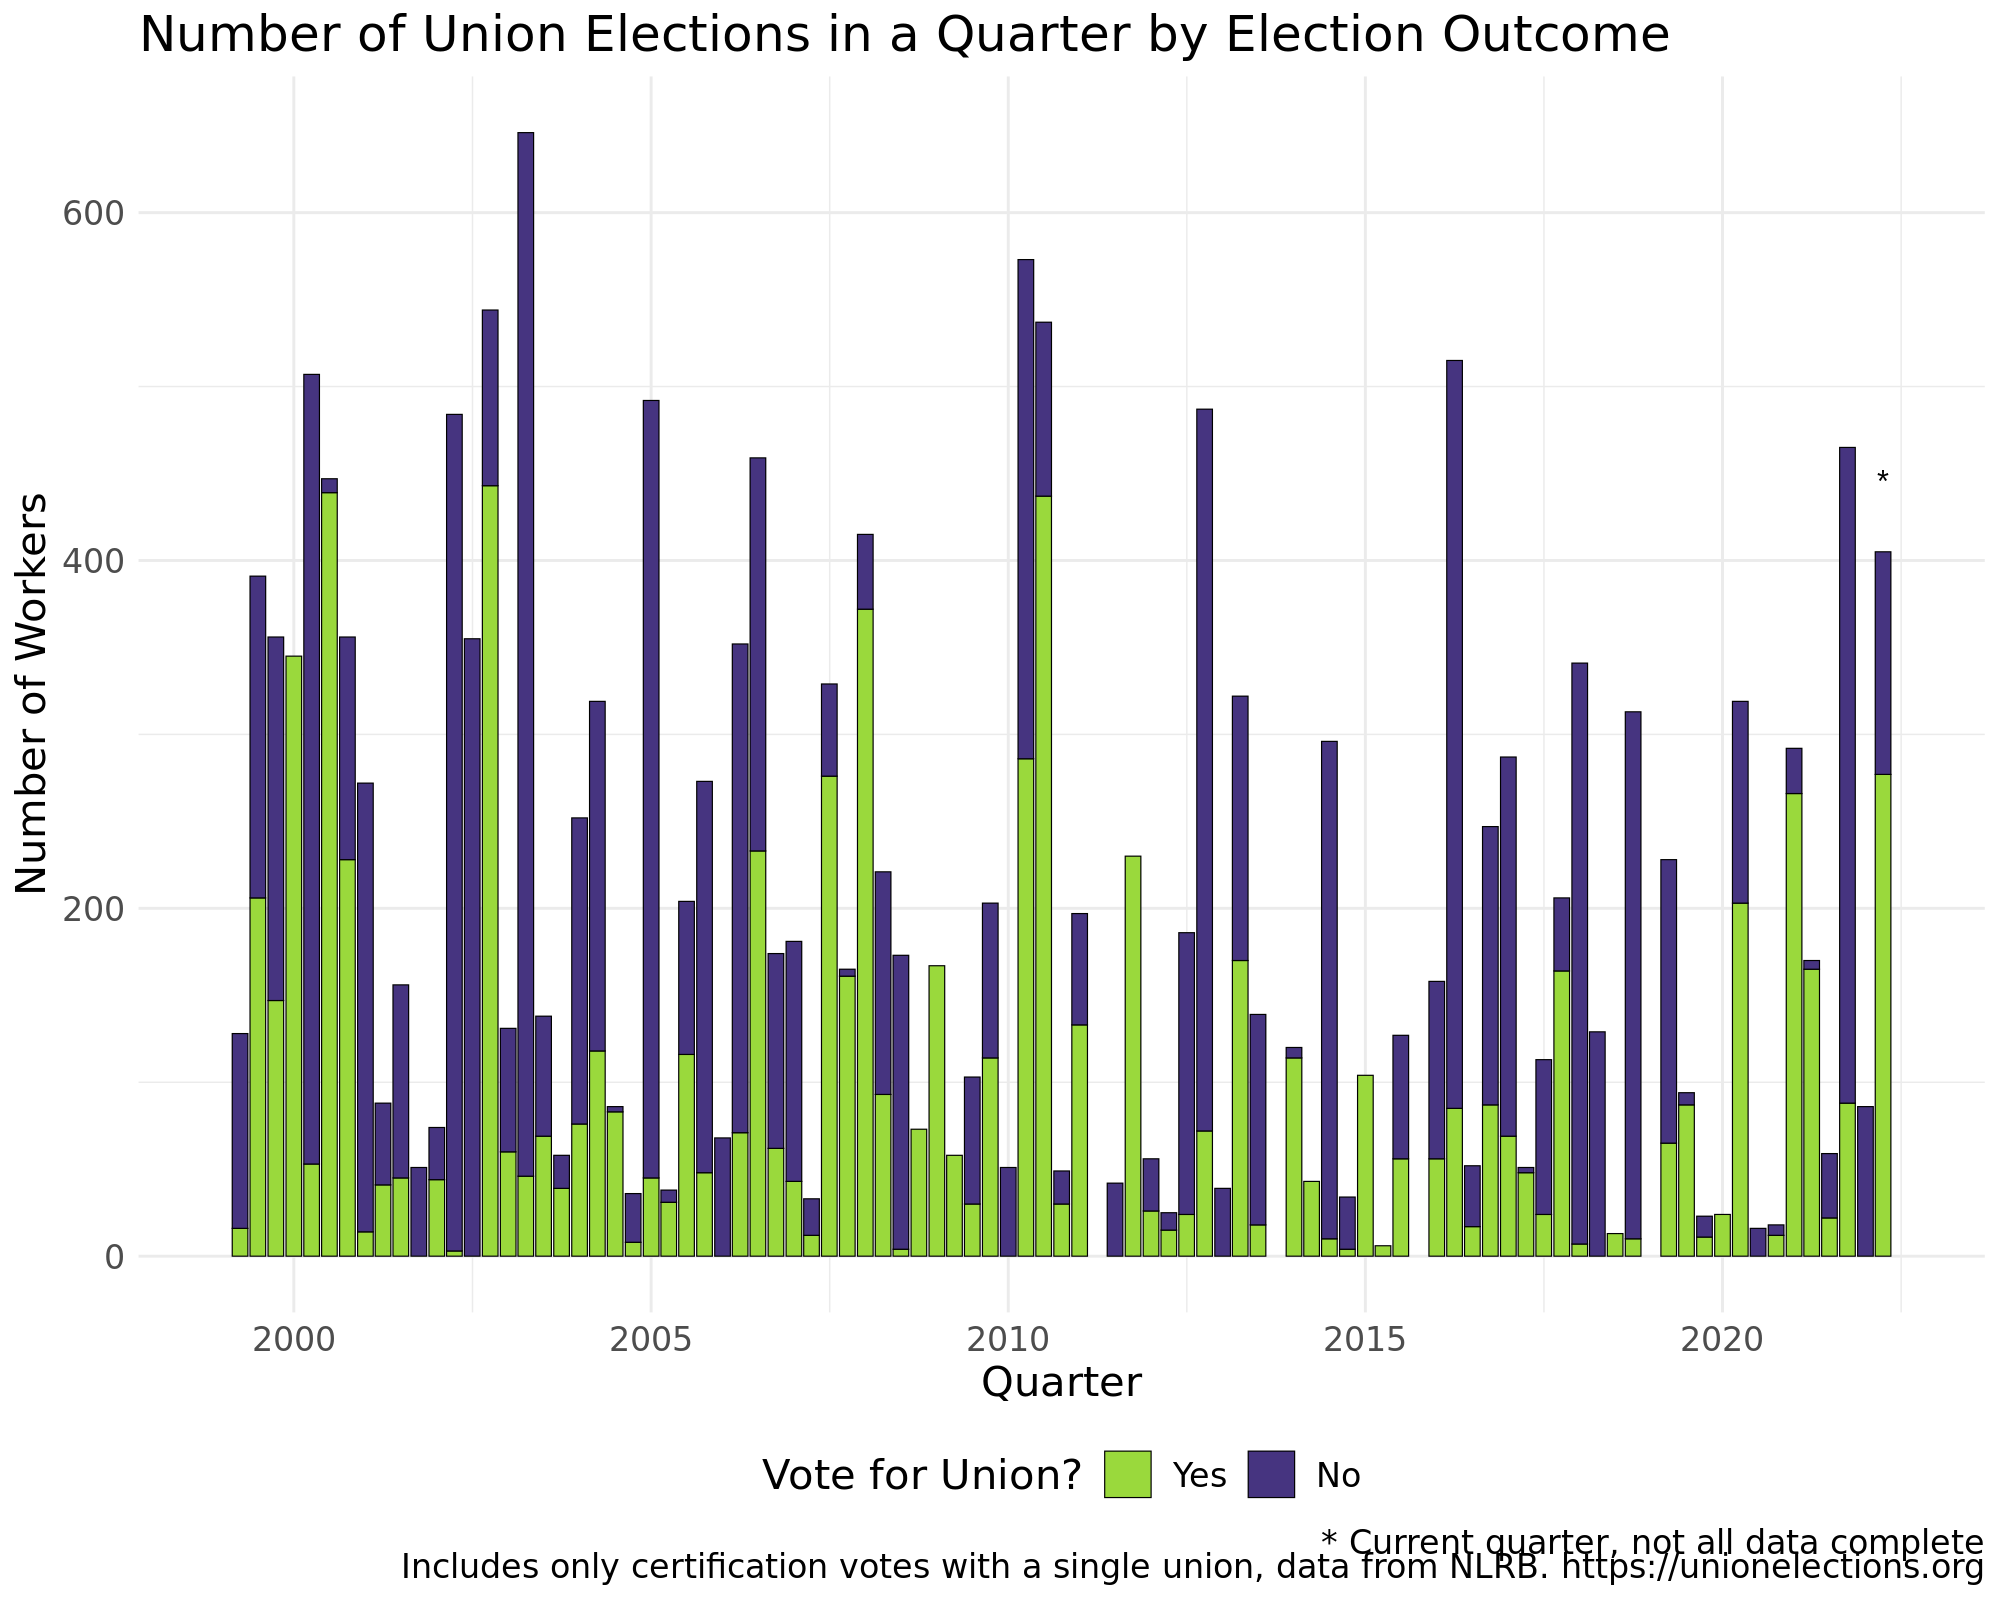 Number of Union Elections in a Quarter by Election Outcome
Number of Workers
600
400
200
0
2000 2005 2010 2015 2020
*
Quarter
Vote for Union? Yes No
* Current quarter, not all data complete
Includes only certification votes with a single union, data from NLRB. https://unionelections.org